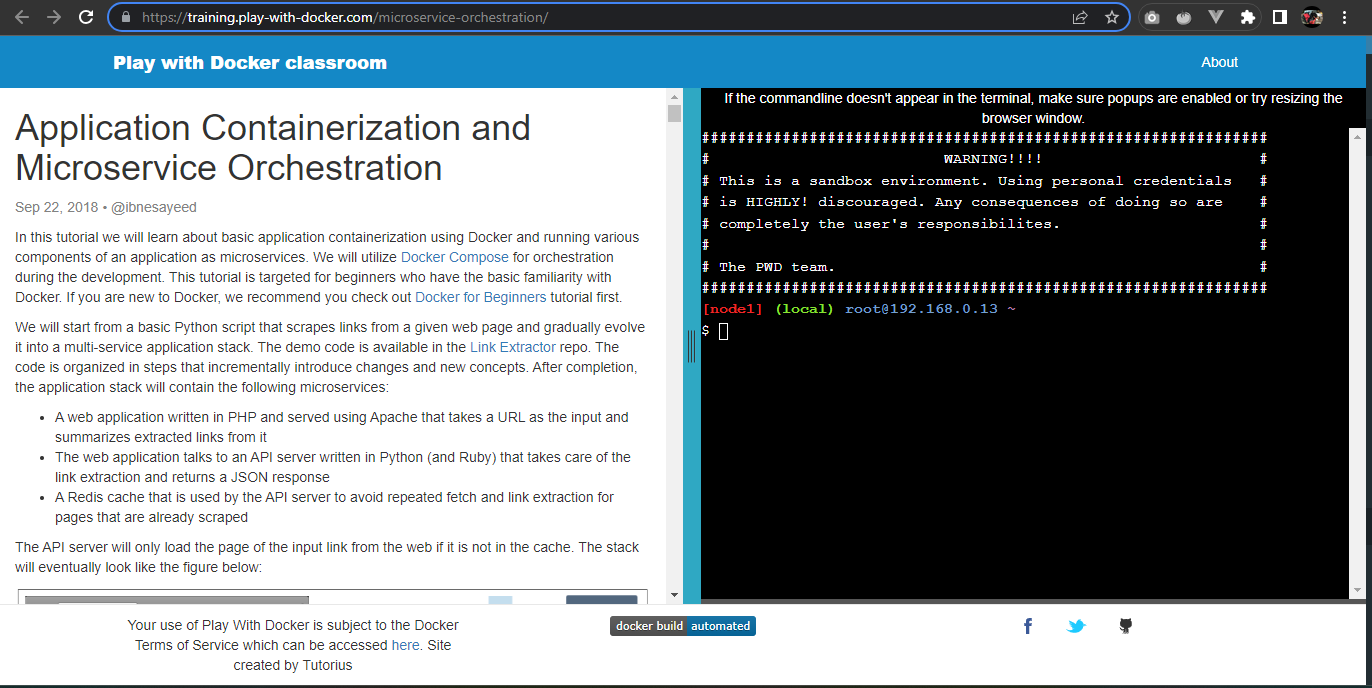 https://training.play-with-docker.com/microservice-orchestration/
Play with Docker classroom
About
Application Containerization and
Microservice Orchestration
Sep 22, 2018 • @ibnesayeed
In this tutorial we will learn about basic application containerization using Docker and running various
components of an application as microservices. We will utilize Docker Compose for orchestration
during the development. This tutorial is targeted for beginners who have the basic familiarity with
Docker. If you are new to Docker, we recommend you check out Docker for Beginners tutorial first.
We will start from a basic Python script that scrapes links from a given web page and gradually evolve
it into a multi-service application stack. The demo code is available in the Link Extractor repo. The
code is organized in steps that incrementally introduce changes and new concepts. After completion,
the application stack will contain the following microservices:
• A web application written in PHP and served using Apache that takes a URL as the input and
summarizes extracted links from it
• The web application talks to an API server written in Python (and Ruby) that takes care of the
link extraction and returns a JSON response
• A Redis cache that is used by the API server to avoid repeated fetch and link extraction for
pages that are already scraped
The API server will only load the page of the input link from the web if it is not in the cache. The stack
will eventually look like the figure below:
If the commandline doesn't appear in the terminal, make sure popups are enabled or try resizing the
browser window.
###############################################################
# WARNING!!!! #
# This is a sandbox environment. Using personal credentials #
# is HIGHLY! discouraged. Any consequences of doing so are #
# completely the user's responsibilites. #
# #
# The PWD team. #
###############################################################
[node1] (local) root@192.168.0.13 ~
$
Your use of Play With Docker is subject to the Docker
Terms of Service which can be accessed here. Site
created by Tutorius
docker build automated